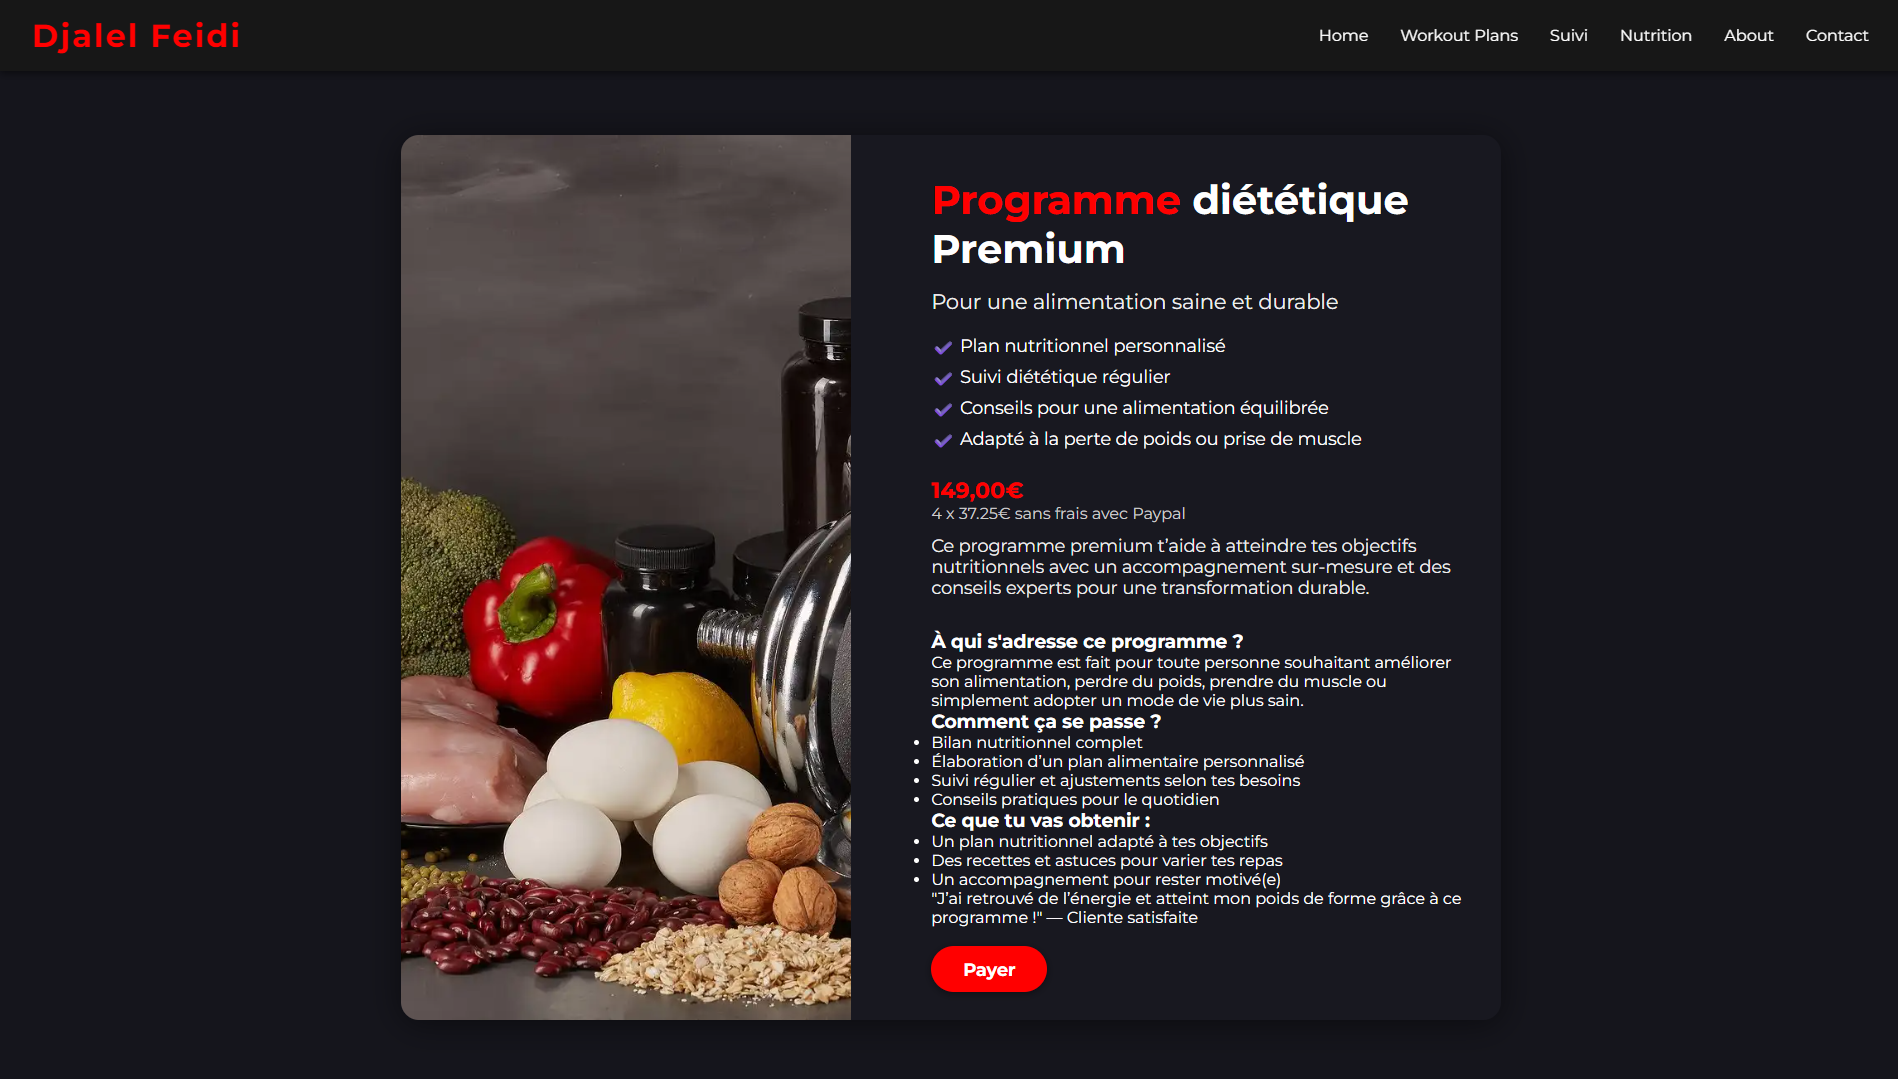 Djalel Feidi
Home Workout Plans Suivi Nutrition About Contact
Programme diététique
Premium
Pour une alimentation saine et durable
Plan nutritionnel personnalisé
Suivi diététique régulier
Conseils pour une alimentation équilibrée
Adapté à la perte de poids ou prise de muscle
149,00€
4 x 37.25€ sans frais avec Paypal
Ce programme premium t’aide à atteindre tes objectifs
nutritionnels avec un accompagnement sur-mesure et des
conseils experts pour une transformation durable.
À qui s'adresse ce programme ?
Ce programme est fait pour toute personne souhaitant améliorer
son alimentation, perdre du poids, prendre du muscle ou
simplement adopter un mode de vie plus sain.
Comment ça se passe ?
• Bilan nutritionnel complet
• Élaboration d’un plan alimentaire personnalisé
• Suivi régulier et ajustements selon tes besoins
• Conseils pratiques pour le quotidien
Ce que tu vas obtenir :
• Un plan nutritionnel adapté à tes objectifs
• Des recettes et astuces pour varier tes repas
• Un accompagnement pour rester motivé(e)
"J’ai retrouvé de l’énergie et atteint mon poids de forme grâce à ce
programme !" — Cliente satisfaite
Payer